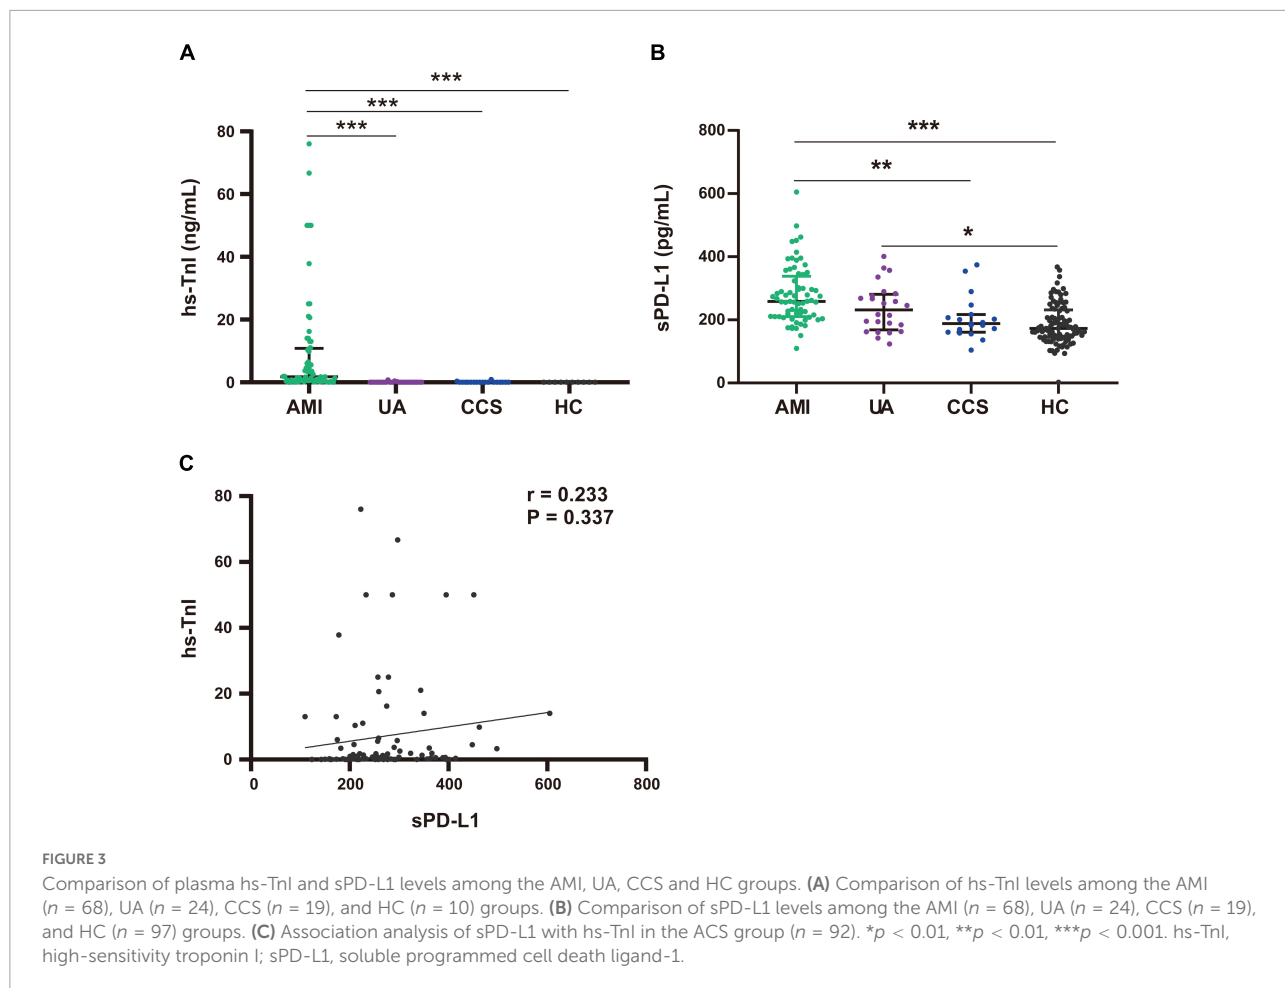 A
***
***
***
80
60
40
20
0
hs-TnI (ng/mL)
AMI UA CCS HC
B
***
**
*
800
600
400
200
0
sPD-L1 (pg/mL)
AMI UA CCS HC
C
r = 0.233
P = 0.337
80
60
40
20
0
hs-TnI
0 200 400 600 800
sPD-L1
FIGURE 3
Comparison of plasma hs-TnI and sPD-L1 levels among the AMI, UA, CCS and HC groups. (A) Comparison of hs-TnI levels among the AMI
(n = 68), UA (n = 24), CCS (n = 19), and HC (n = 10) groups. (B) Comparison of sPD-L1 levels among the AMI (n = 68), UA (n = 24), CCS (n = 19),
and HC (n = 97) groups. (C) Association analysis of sPD-L1 with hs-TnI in the ACS group (n = 92). *p < 0.01, **p < 0.01, ***p < 0.001. hs-TnI,
high-sensitivity troponin I; sPD-L1, soluble programmed cell death ligand-1.